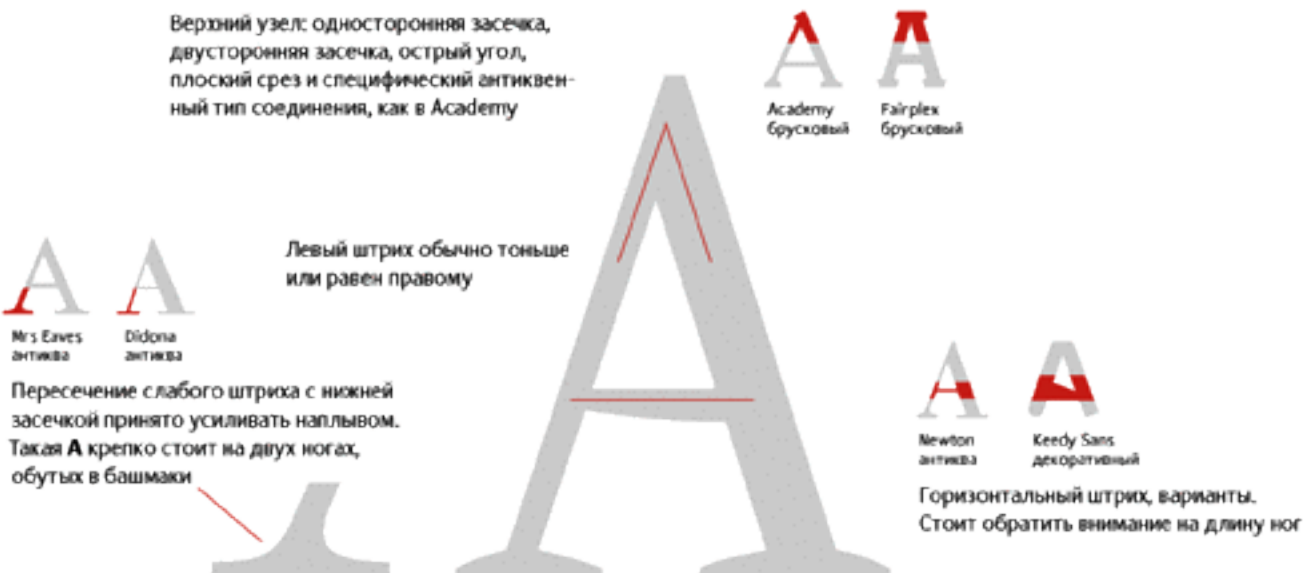 Верхний узел: односторонняя засечка,
двусторонняя засечка, острый угол,
плоский срез и специфический антиквен-
ный тип соединения, как в Academy
Academy
брусковый
Fairplex
брусковый
Левый штрих обычно тоньше
или равен правому
Mrs Eaves
антиква
Didona
антиква
Пересечение слабого штриха с нижней
засечкой принято усиливать наплывом.
Такая А крепко стоит на двух ногах,
обутых в башмаки
Newton
антиква
Keedy Sans
декоративный
Горизонтальный штрих, варианты.
Стоит обратить внимание на длину ног